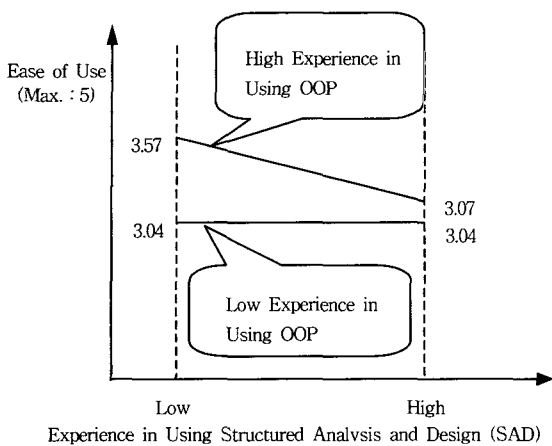 Ease of Use
(Max. : 5)
High Experience in
Using OOP
3.57
3.07
3.04
3.04
Low Experience in
Using OOP
Low
High
Experience in Using Structured Analysis and Design (SAD)